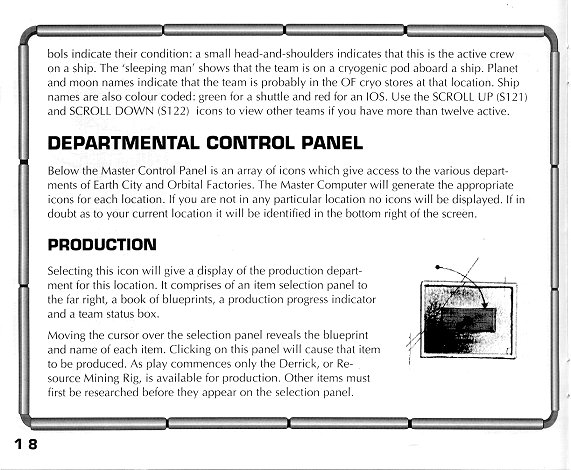 bols indicate their condition: a small head-and-shoulders indicates that this is the active crew
on a ship. The 'sleeping man' shows that the team is on a cryogenic pod aboard a ship. Planet
and moon names indicate that the team is probably in the OF cryo stores at that location. Ship
names are also colour coded: green for a shuttle and red for an IOS. Use the SCROLL UP (S121)
and SCROLL DOWN (S122) icons to view other teams if you have more than twelve active.
DEPARTMENTAL CONTROL PANEL
Below the Master Control Panel is an array of icons which give access to the various depart-
ments of Earth City and Orbital Factories. The Master Computer will generate the appropriate
icons for each location. If you are not in any particular location no icons will be displayed. If in
doubt as to your current location it will be identified in the bottom right of the screen.
PRODUCTION
Selecting this icon will give a display of the production depart-
ment for this location. It comprises of an item selection panel to
the far right, a book of blueprints, a production progress indicator
and a team status box.
Moving the cursor over the selection panel reveals the blueprint
and name of each item. Clicking on this panel will cause that item
to be produced. As play commences only the Derrick, or Re-
source Mining Rig, is available for production. Other items must
first be researched before they appear on the selection panel.
18